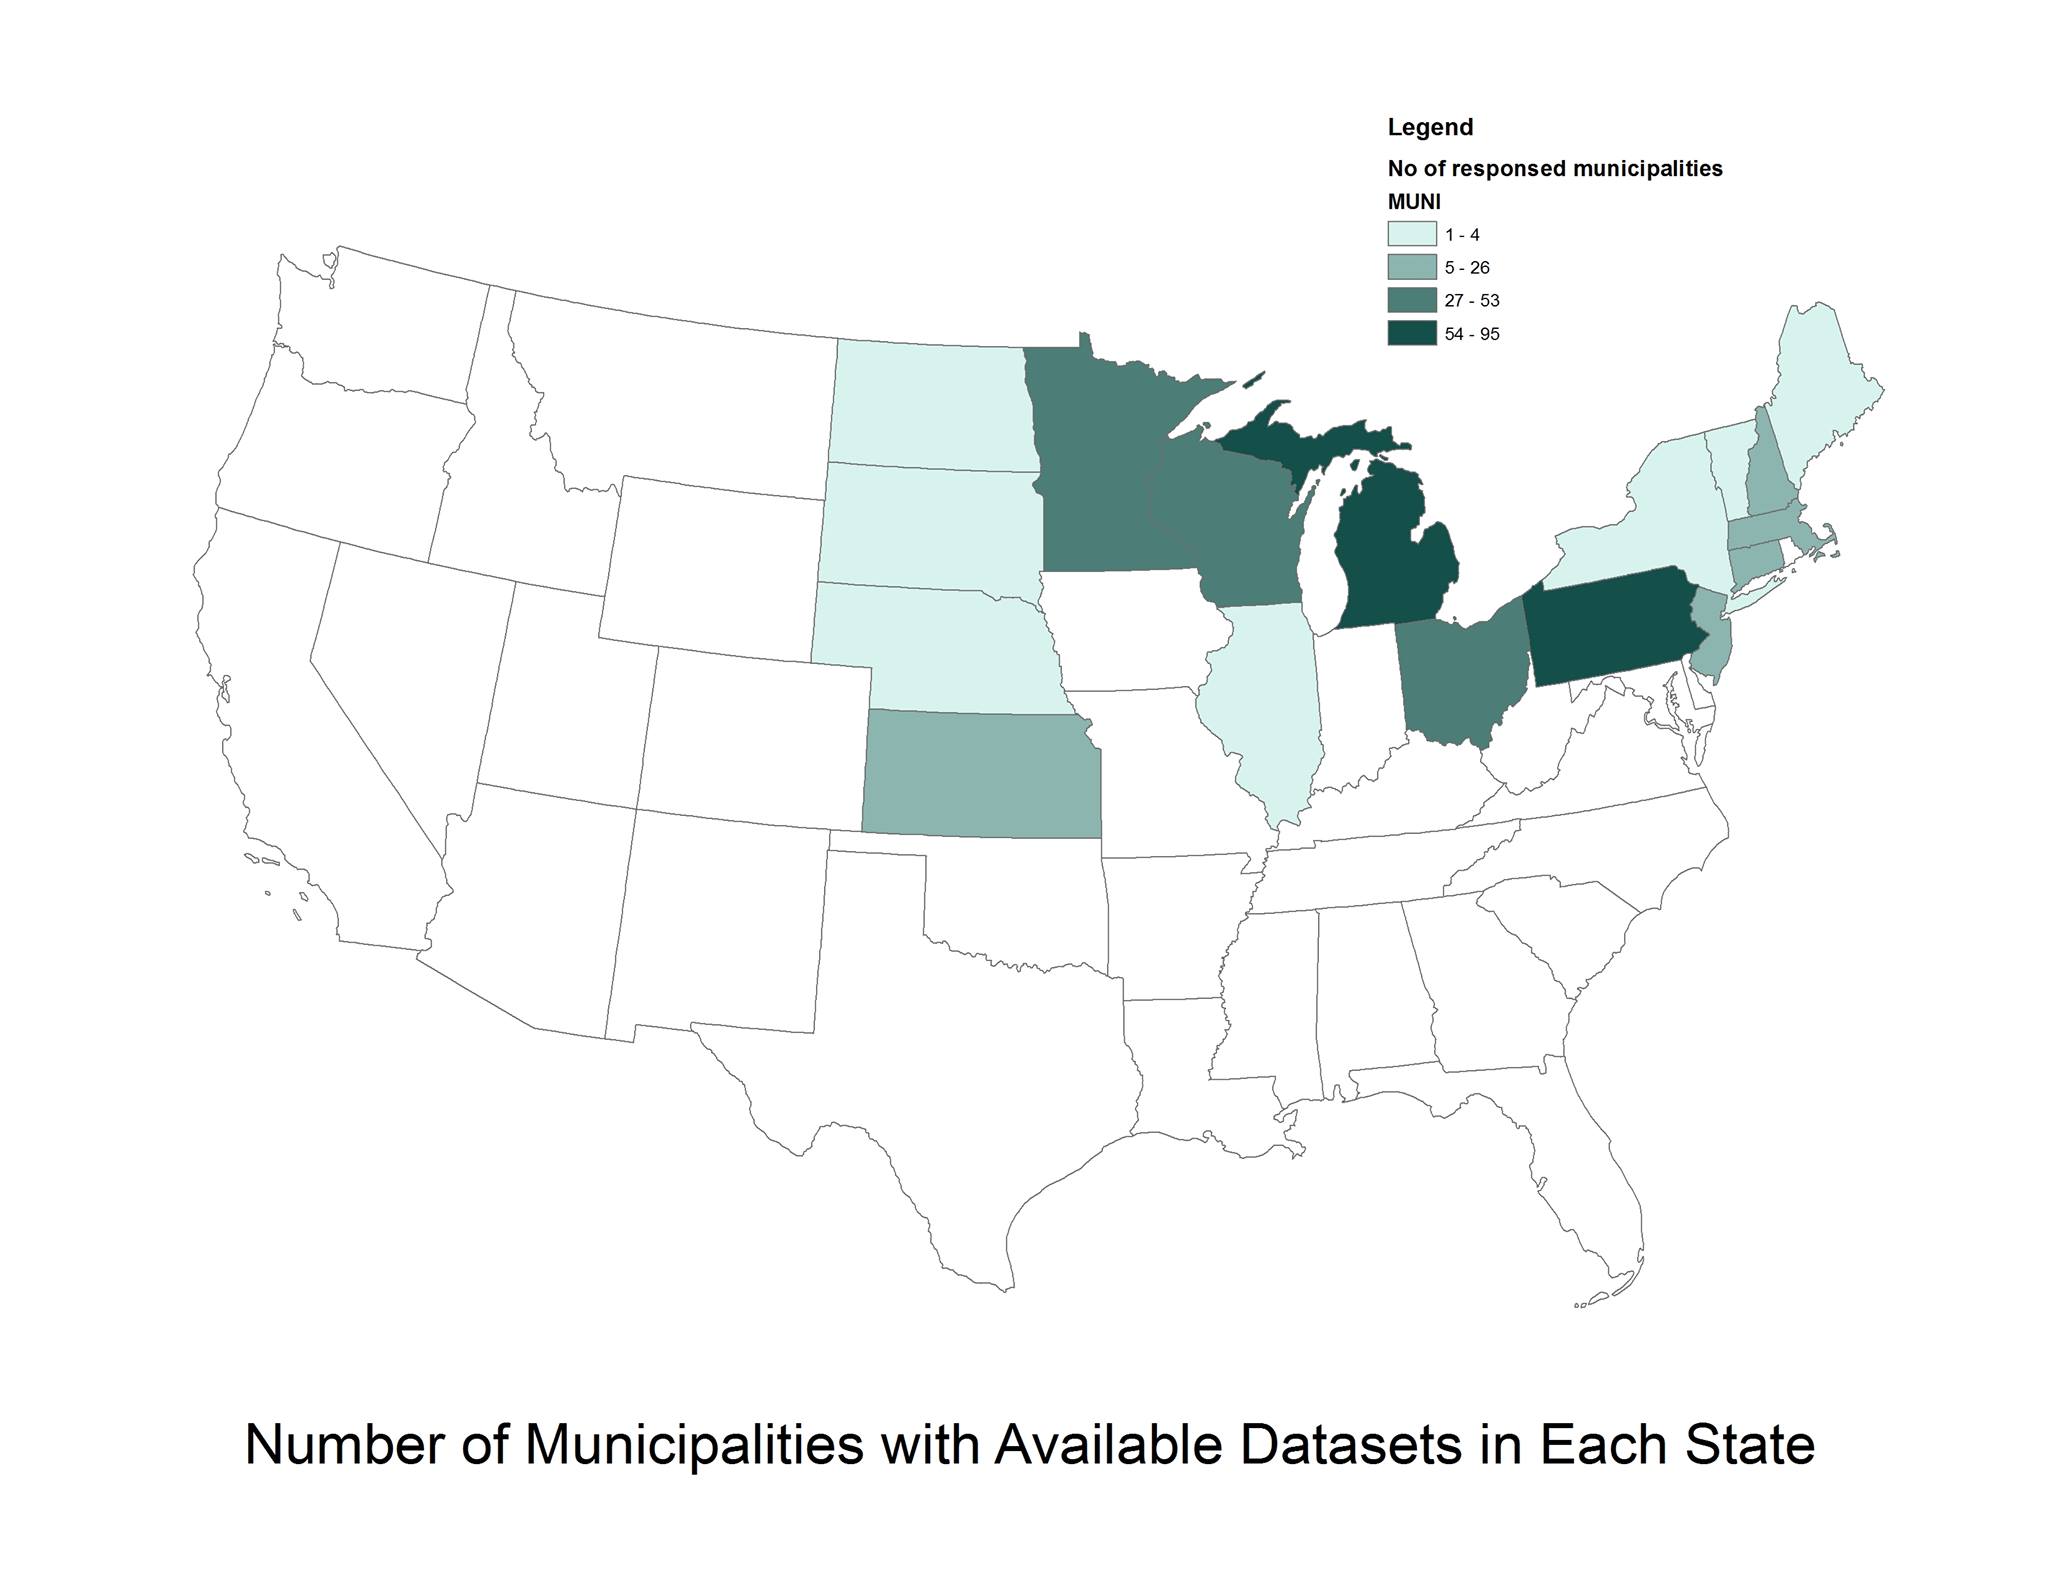 Legend
No of responsed municipalities
MUNI
1 - 4
5 - 26
27 - 53
54 - 95
Number of Municipalities with Available Datasets in Each State